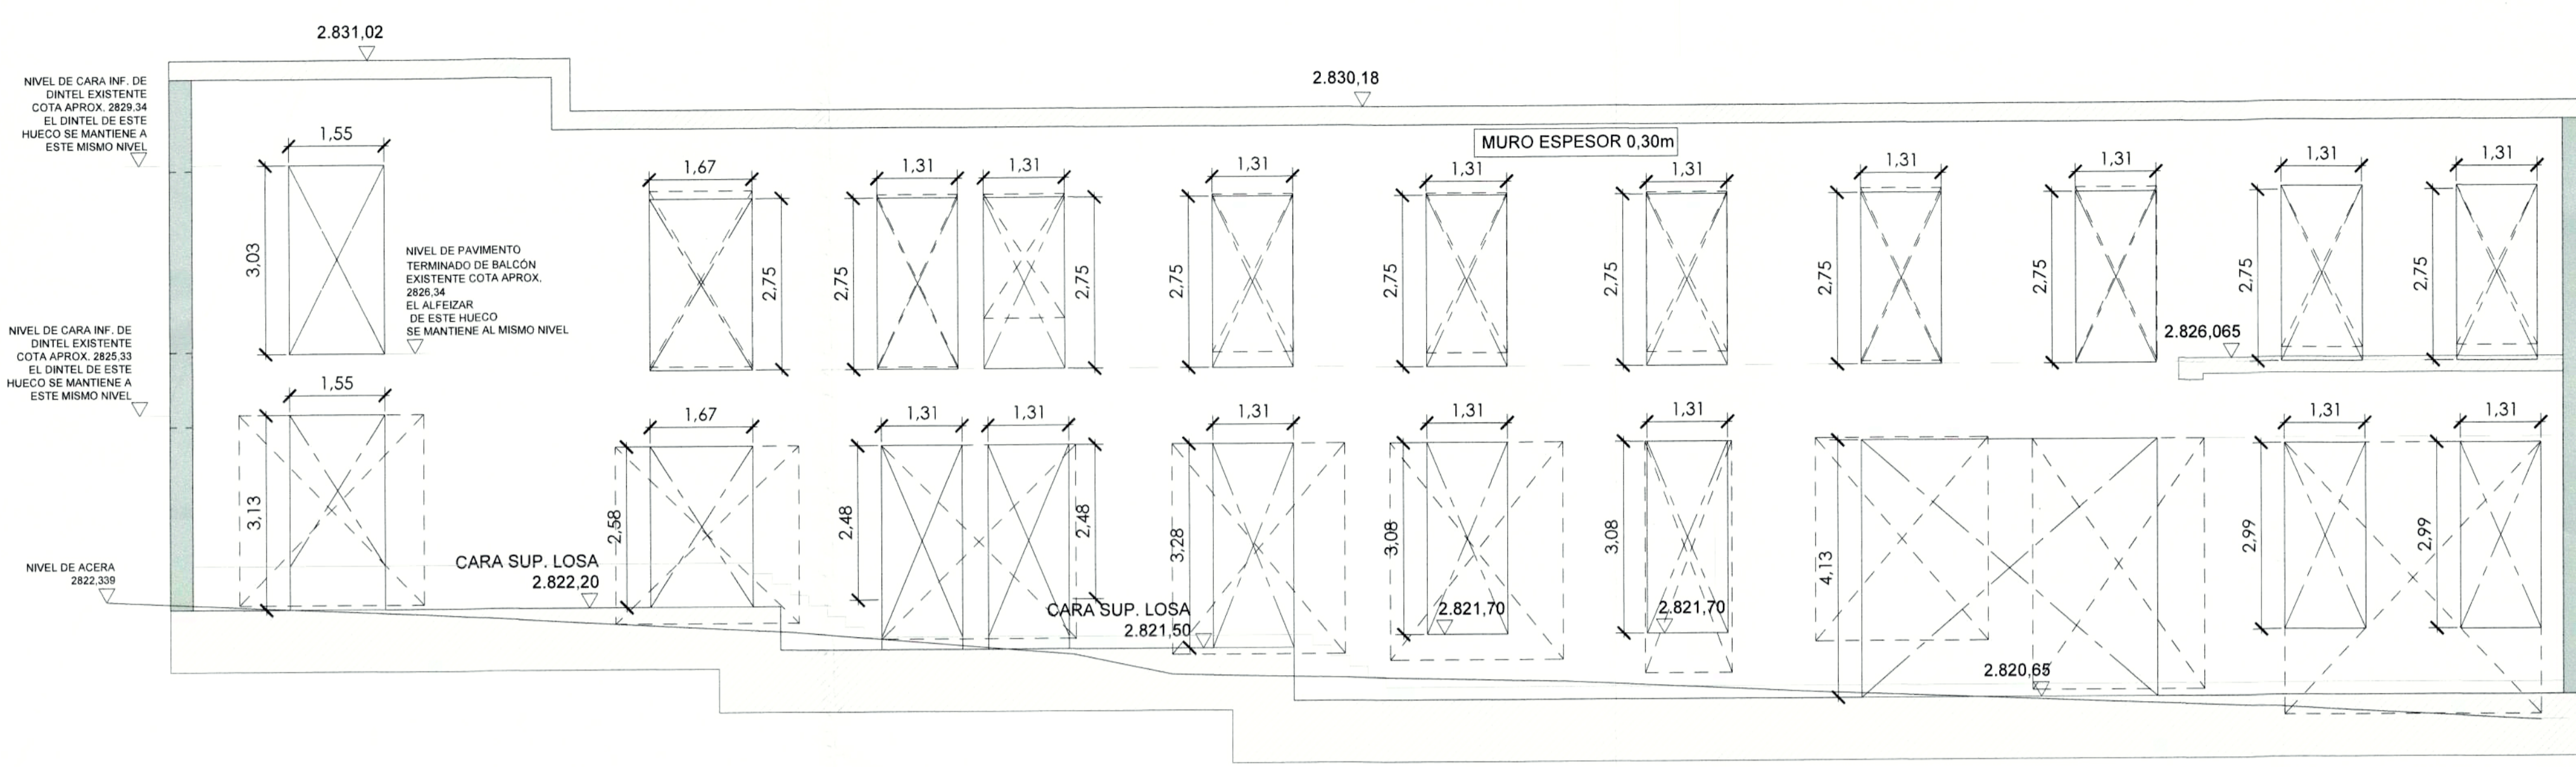 2.831,02
NIVEL DE CARA INF. DE
DINTEL EXISTENTE
COTA APROX. 2829,34
EL DINTEL DE ESTE
HUECO SE MANTIENE A
ESTE MISMO NIVEL
2.830,18
MURO ESPESOR 0,30m
1,55
1,67
1,31
1,31
1,31
1,31
1,31
1,31
1,31
1,31
1,31
3,03
2,75
2,75
2,75
2,75
2,75
2,75
2,75
2,75
2,75
2,75
NIVEL DE PAVIMENTO
TERMINADO DE BALCÓN
EXISTENTE COTA APROX.
2826,34
EL ALFEIZAR
DE ESTE HUECO
SE MANTIENE AL MISMO NIVEL
2.826,065
NIVEL DE CARA INF. DE
DINTEL EXISTENTE
COTA APROX. 2825,33
EL DINTEL DE ESTE
HUECO SE MANTIENE A
ESTE MISMO NIVEL
1,55
1,67
1,31
1,31
1,31
1,31
1,31
1,31
1,31
3,13
2,58
2,48
2,48
3,28
3,08
3,08
4,13
2,99
2,99
NIVEL DE ACERA
2822,339
CARA SUP. LOSA
2.822,20
CARA SUP. LOSA
2.821,50
2.821,70
2.821,70
2.820,65